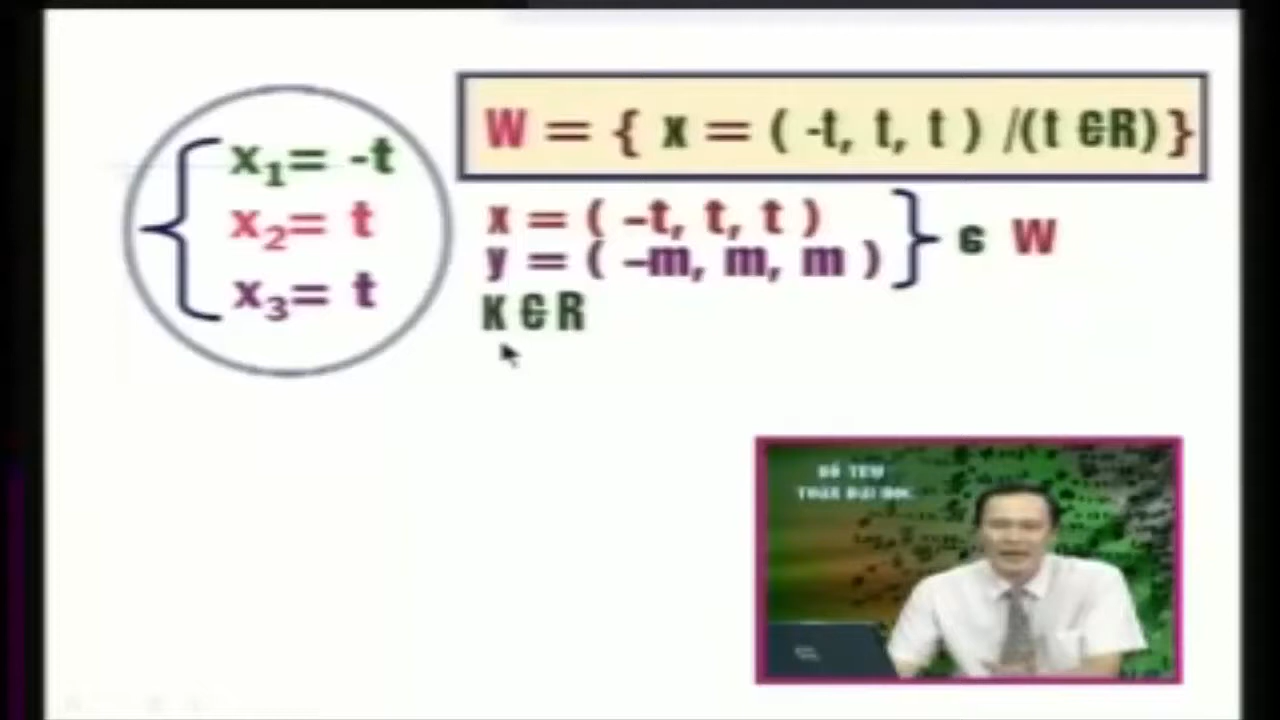 x₁= -t
x₂= t
x₃= t
W = { x = ( -t, t, t ) /(t ∈R) }
x = ( –t, t, t )
y = ( –m, m, m )
∈ W
K ∈ R